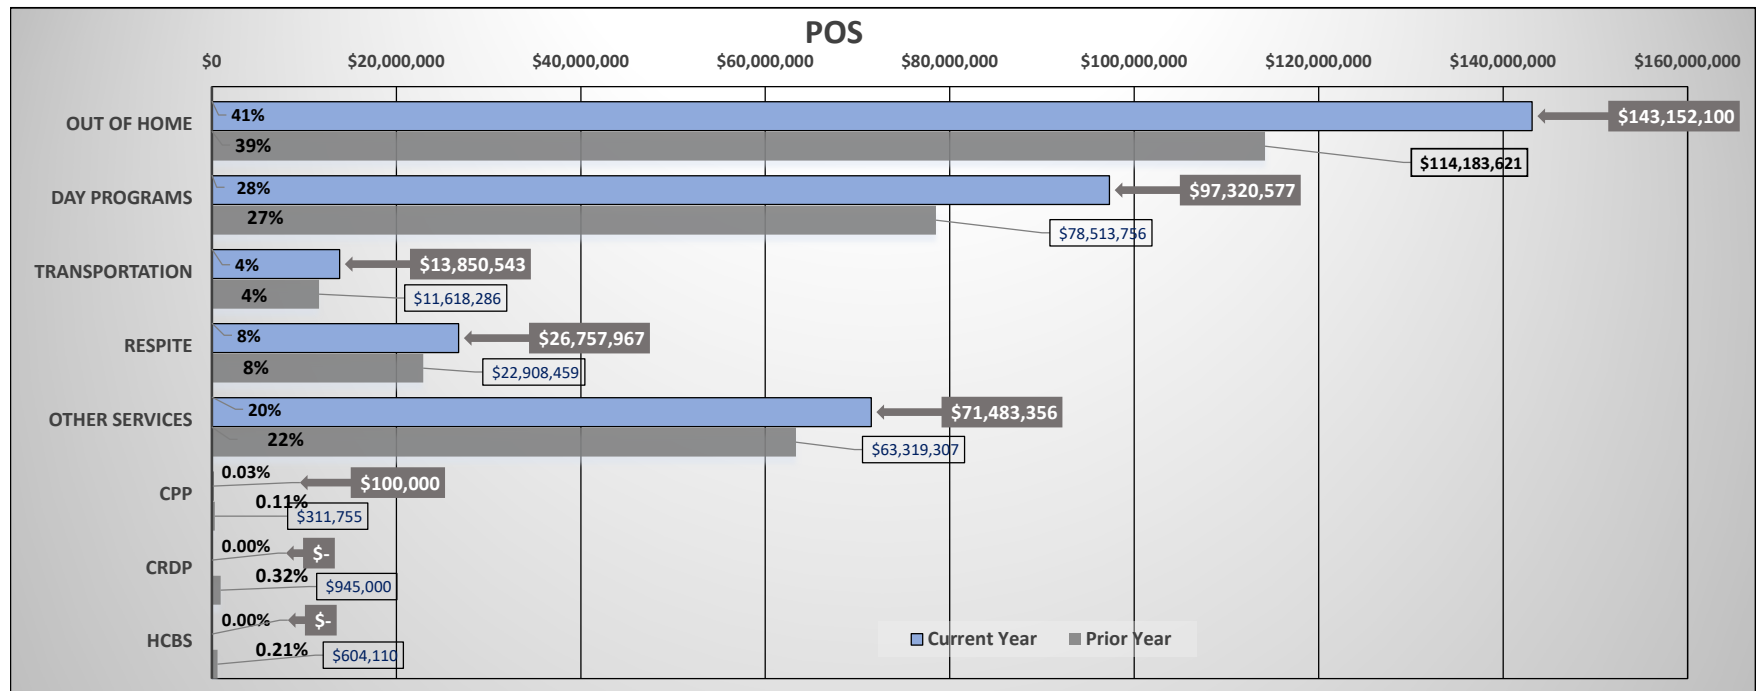 POS
$0 $20,000,000 $40,000,000 $60,000,000 $80,000,000 $100,000,000 $120,000,000 $140,000,000 $160,000,000
OUT OF HOME
41%
$143,152,100
39%
$114,183,621
DAY PROGRAMS
28%
$97,320,577
27%
$78,513,756
TRANSPORTATION
4%
$13,850,543
4%
$11,618,286
RESPITE
8%
$26,757,967
8%
$22,908,459
OTHER SERVICES
20%
$71,483,356
22%
$63,319,307
CPP
0.03%
$100,000
0.11%
$311,755
CRDP
0.00%
$-
0.32%
$945,000
HCBS
0.00%
$-
0.21%
$604,110
Current Year Prior Year